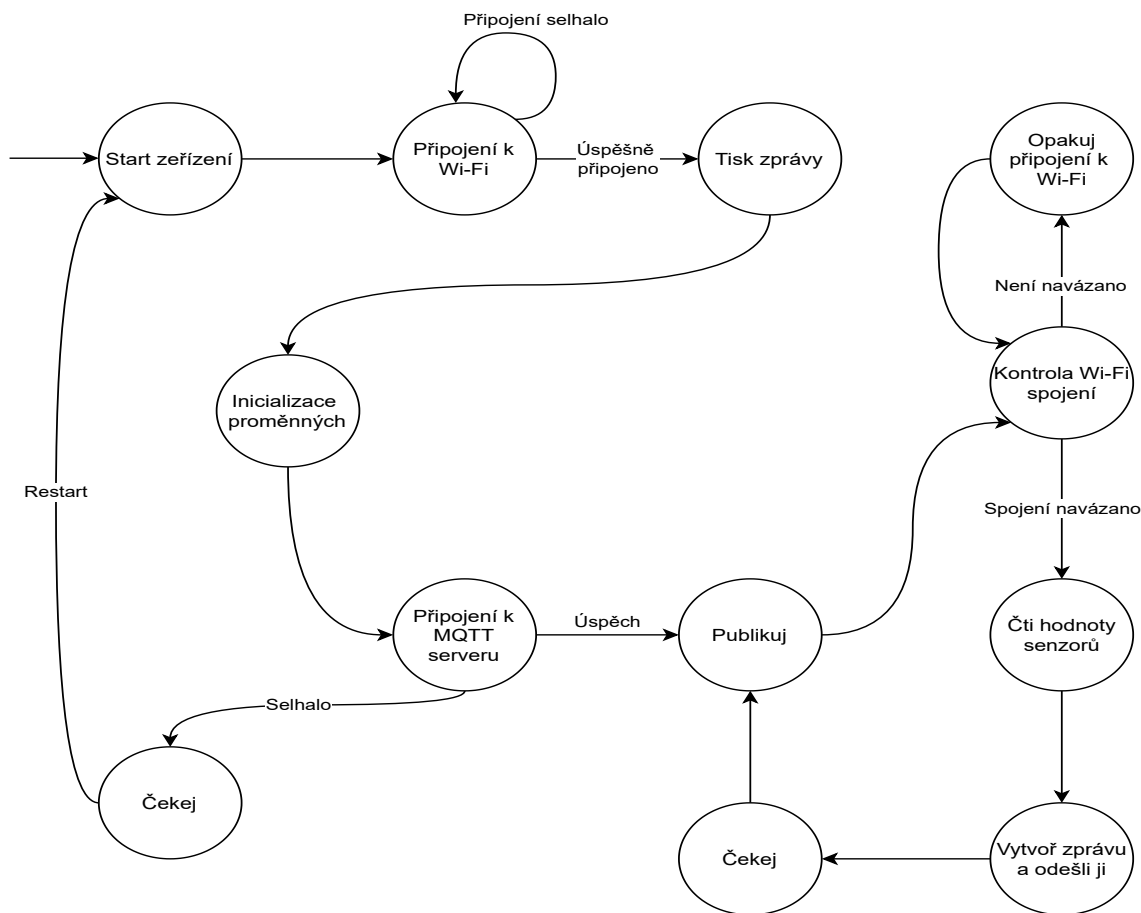 Připojení selhalo
Start zeřízení
Připojení k
Wi-Fi
Úspěšně
připojeno
Tisk zprávy
Opakuj
připojení k
Wi-Fi
Není navázáno
Kontrola Wi-Fi
spojení
Inicializace
proměnných
Restart
Spojení navázano
Připojení k
MQTT
serveru
Úspěch
Publikuj
Čti hodnoty
senzorů
Selhalo
Čekej
Čekej
Vytvoř zprávu
a odešli ji